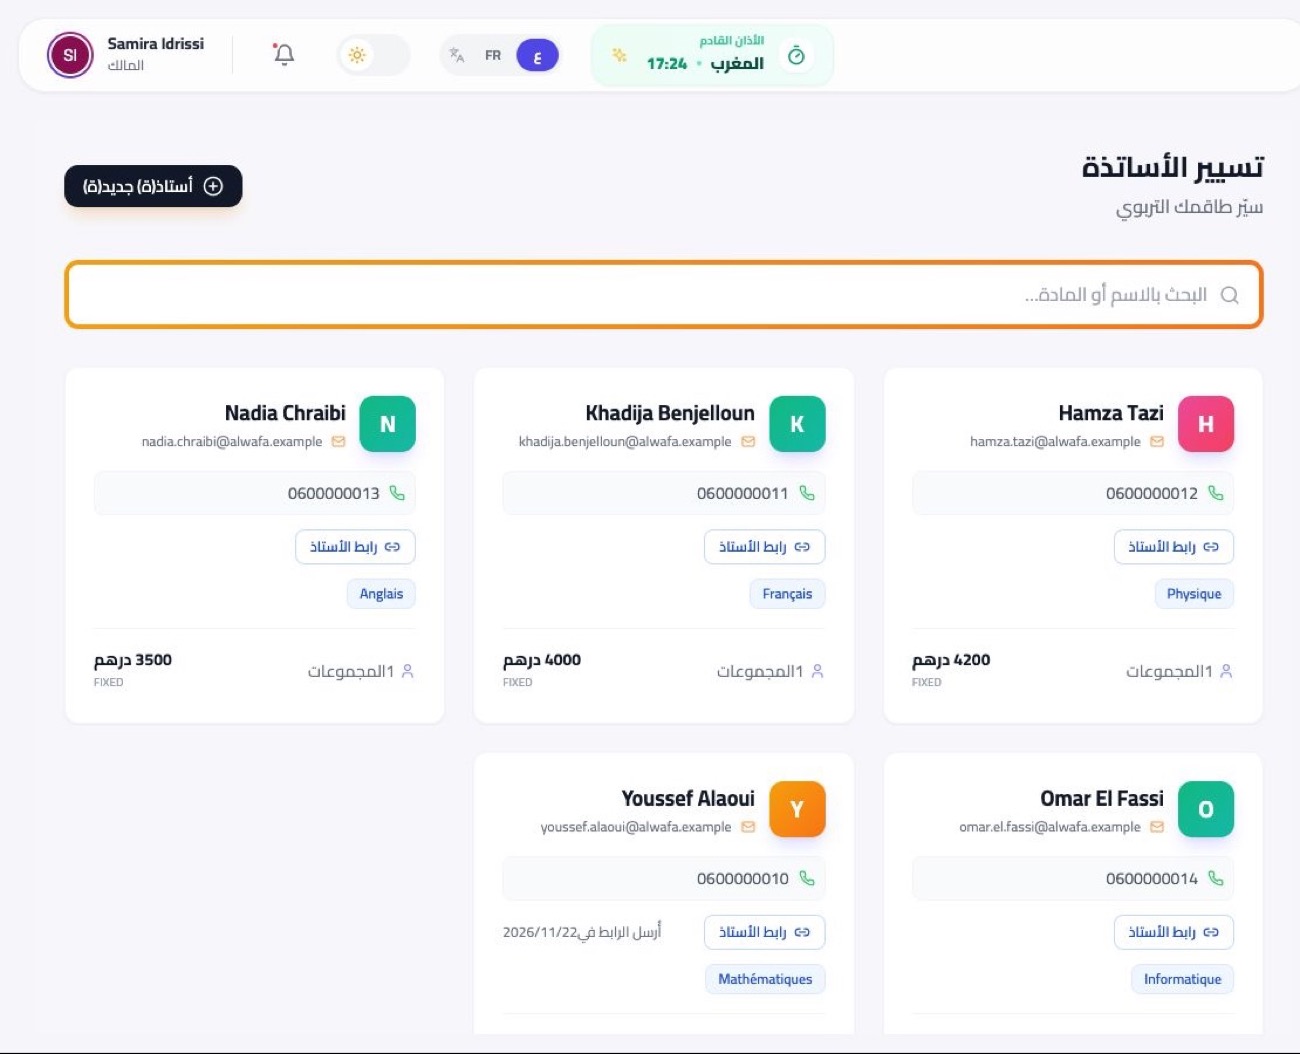 الأذان القادم
المغرب • 17:24
ع
FR
Samira Idrissi
المالك
SI
تسيير الأساتذة
سيّر طاقمك التربوي
أستاذ(ة) جديد(ة)
البحث بالاسم أو المادة...
H
Hamza Tazi
hamza.tazi@alwafa.example
0600000012
رابط الأستاذ
Physique
1المجموعات
4200 درهم
FIXED
K
Khadija Benjelloun
khadija.benjelloun@alwafa.example
0600000011
رابط الأستاذ
Français
1المجموعات
4000 درهم
FIXED
N
Nadia Chraibi
nadia.chraibi@alwafa.example
0600000013
رابط الأستاذ
Anglais
1المجموعات
3500 درهم
FIXED
O
Omar El Fassi
omar.el.fassi@alwafa.example
0600000014
رابط الأستاذ
Informatique
Y
Youssef Alaoui
youssef.alaoui@alwafa.example
0600000010
رابط الأستاذ
أُرسل الرابط في2026/11/22
Mathématiques